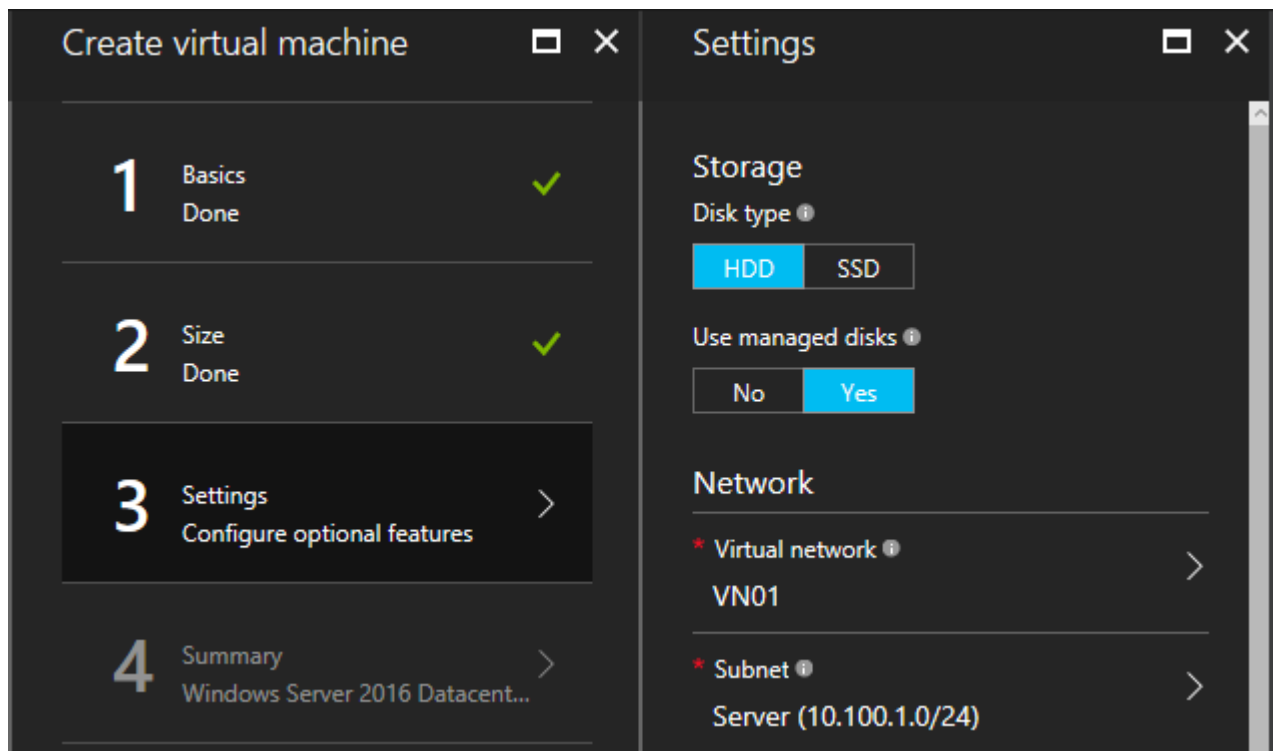 Create virtual machine
1
Basics
Done
2
Size
Done
3
Settings
Configure optional features
4
Summary
Windows Server 2016 Datacent...
Settings
Storage
Disk type
HDD SSD
Use managed disks
No Yes
Network
* Virtual network
VN01
* Subnet
Server (10.100.1.0/24)